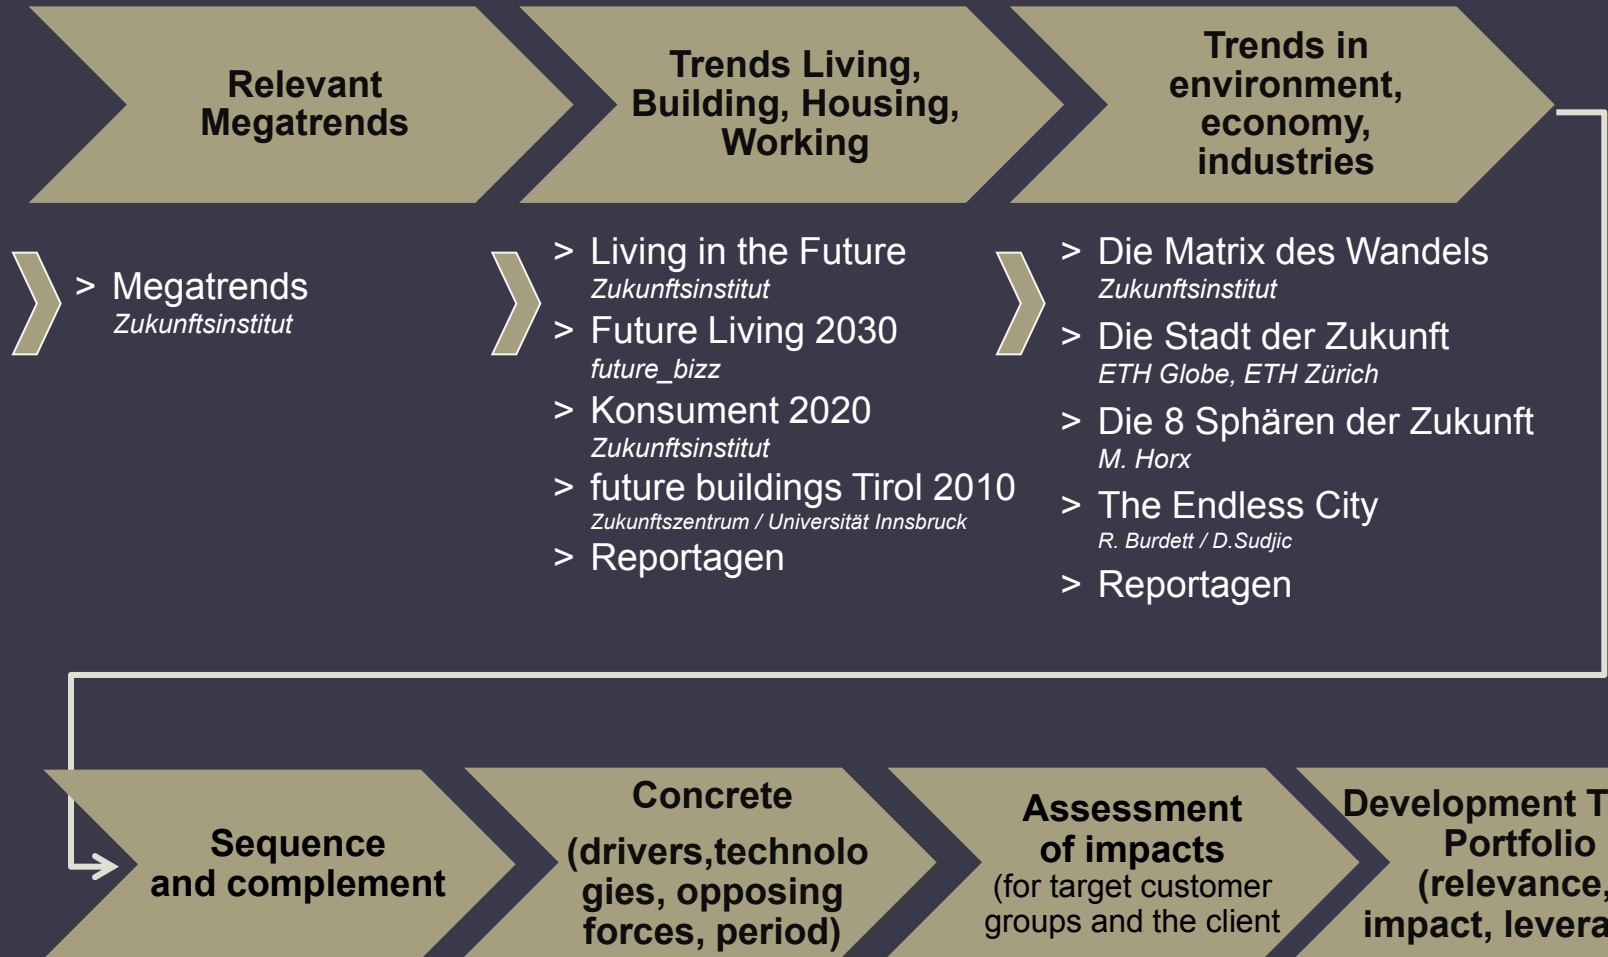 Relevant
Megatrends
Trends Living,
Building, Housing,
Working
Trends in
environment,
economy,
industries
> Megatrends
Zukunftsinstitut
> Living in the Future
Zukunftsinstitut
> Future Living 2030
future_bizz
> Konsument 2020
Zukunftsinstitut
> future buildings Tirol 2010
Zukunftszentrum / Universität Innsbruck
> Reportagen
> Die Matrix des Wandels
Zukunftsinstitut
> Die Stadt der Zukunft
ETH Globe, ETH Zürich
> Die 8 Sphären der Zukunft
M. Horx
> The Endless City
R. Burdett / D.Sudjic
> Reportagen
Sequence
and complement
Concrete
(drivers,technolo
gies, opposing
forces, period)
Assessment
of impacts
(for target customer
groups and the client
Development
Portfolio
(relevance,
impact,